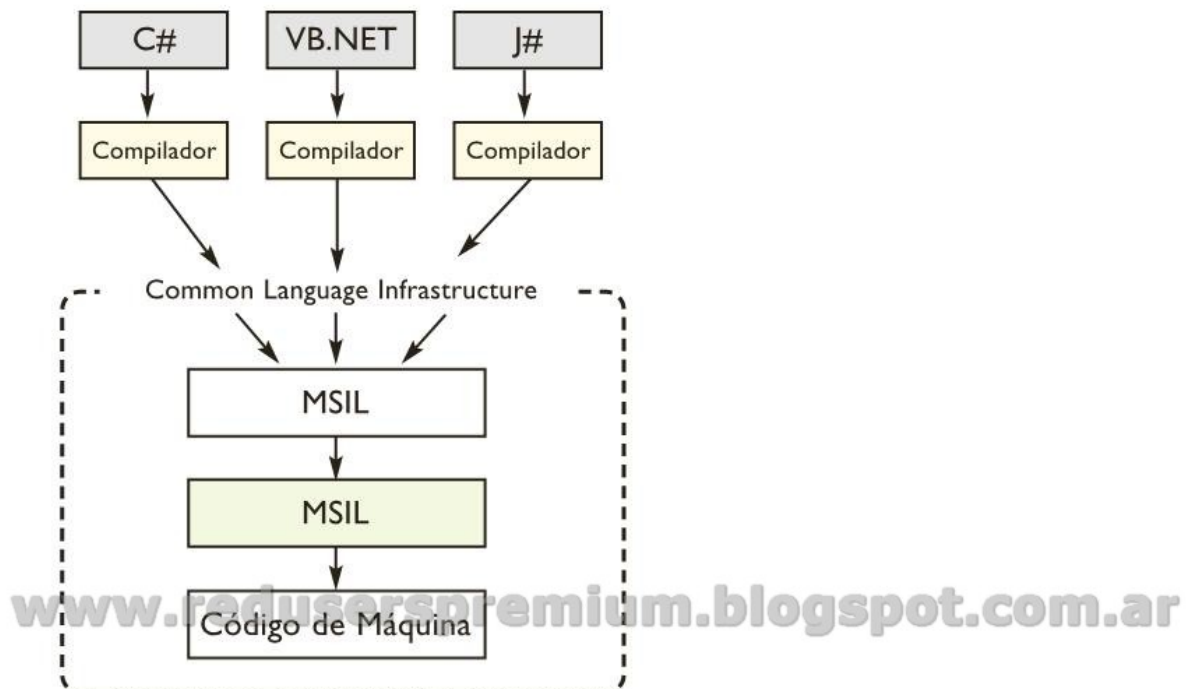 C# VB.NET J#
Compilador Compilador Compilador
Common Language Infrastructure
MSIL
MSIL
www.reduserspremium.blogspot.com.ar
Código de Máquina